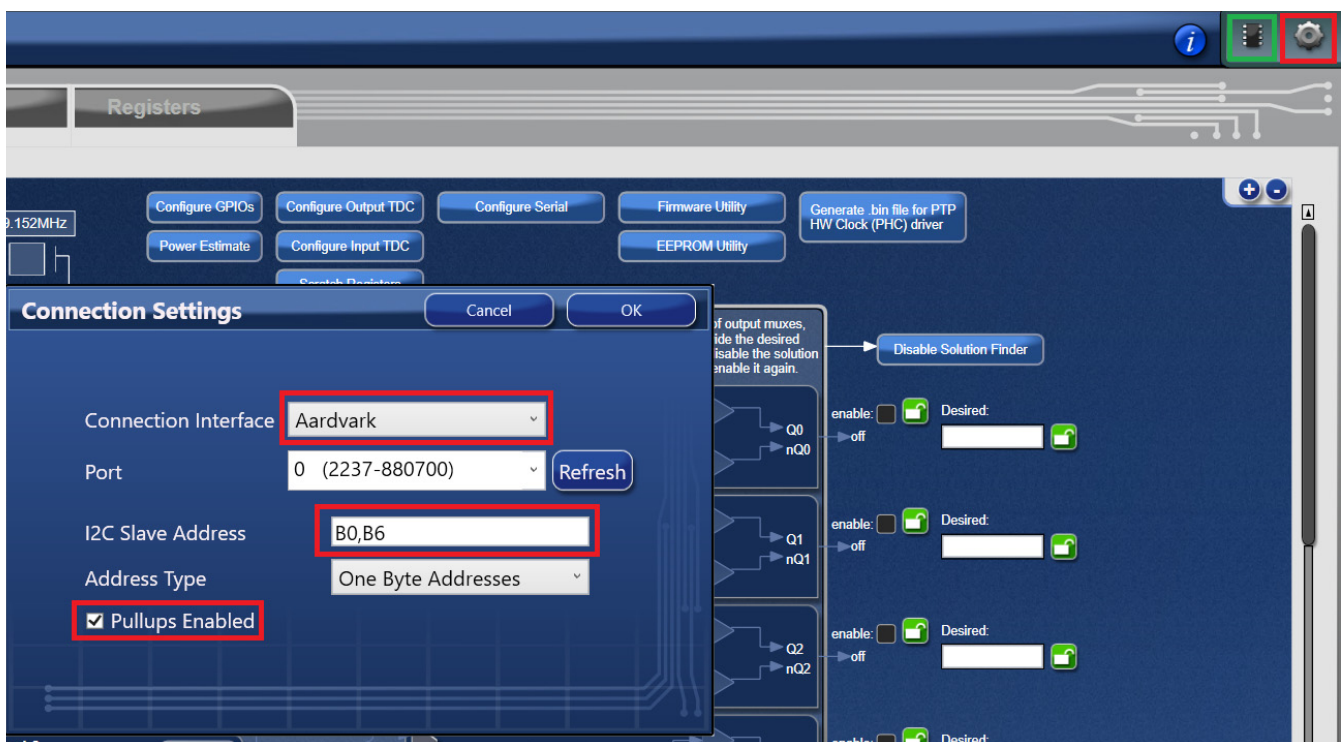 i
Registers
9.152MHz
Configure GPIOs
Configure Output TDC
Configure Serial
Firmware Utility
Generate .bin file for PTP
HW Clock (PHC) driver
Power Estimate
Configure Input TDC
EEPROM Utility
Scratch Registers
Connection Settings
Cancel
OK
of output muxes,
ide the desired
isable the solution
enable it again.
Disable Solution Finder
Connection Interface
Aardvark
Port
0 (2237-880700)
Refresh
I2C Slave Address
B0,B6
Address Type
One Byte Addresses
Pullups Enabled
Q0
nQ0
enable:
off
Desired:
Q1
nQ1
enable:
off
Desired:
Q2
nQ2
enable:
off
Desired:
enable:
Desired: